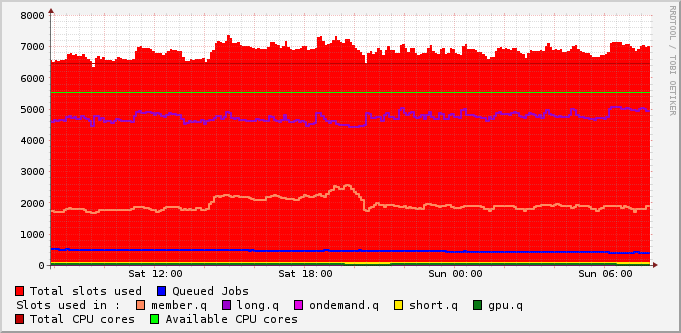 8000
7000
6000
5000
4000
3000
2000
1000
0
Sat 12:00 Sat 18:00 Sun 00:00 Sun 06:00
RRDTOOL / TOBI OETIKER
Total slots used Queued Jobs
Slots used in : member.q long.q ondemand.q short.q gpu.q
Total CPU cores Available CPU cores